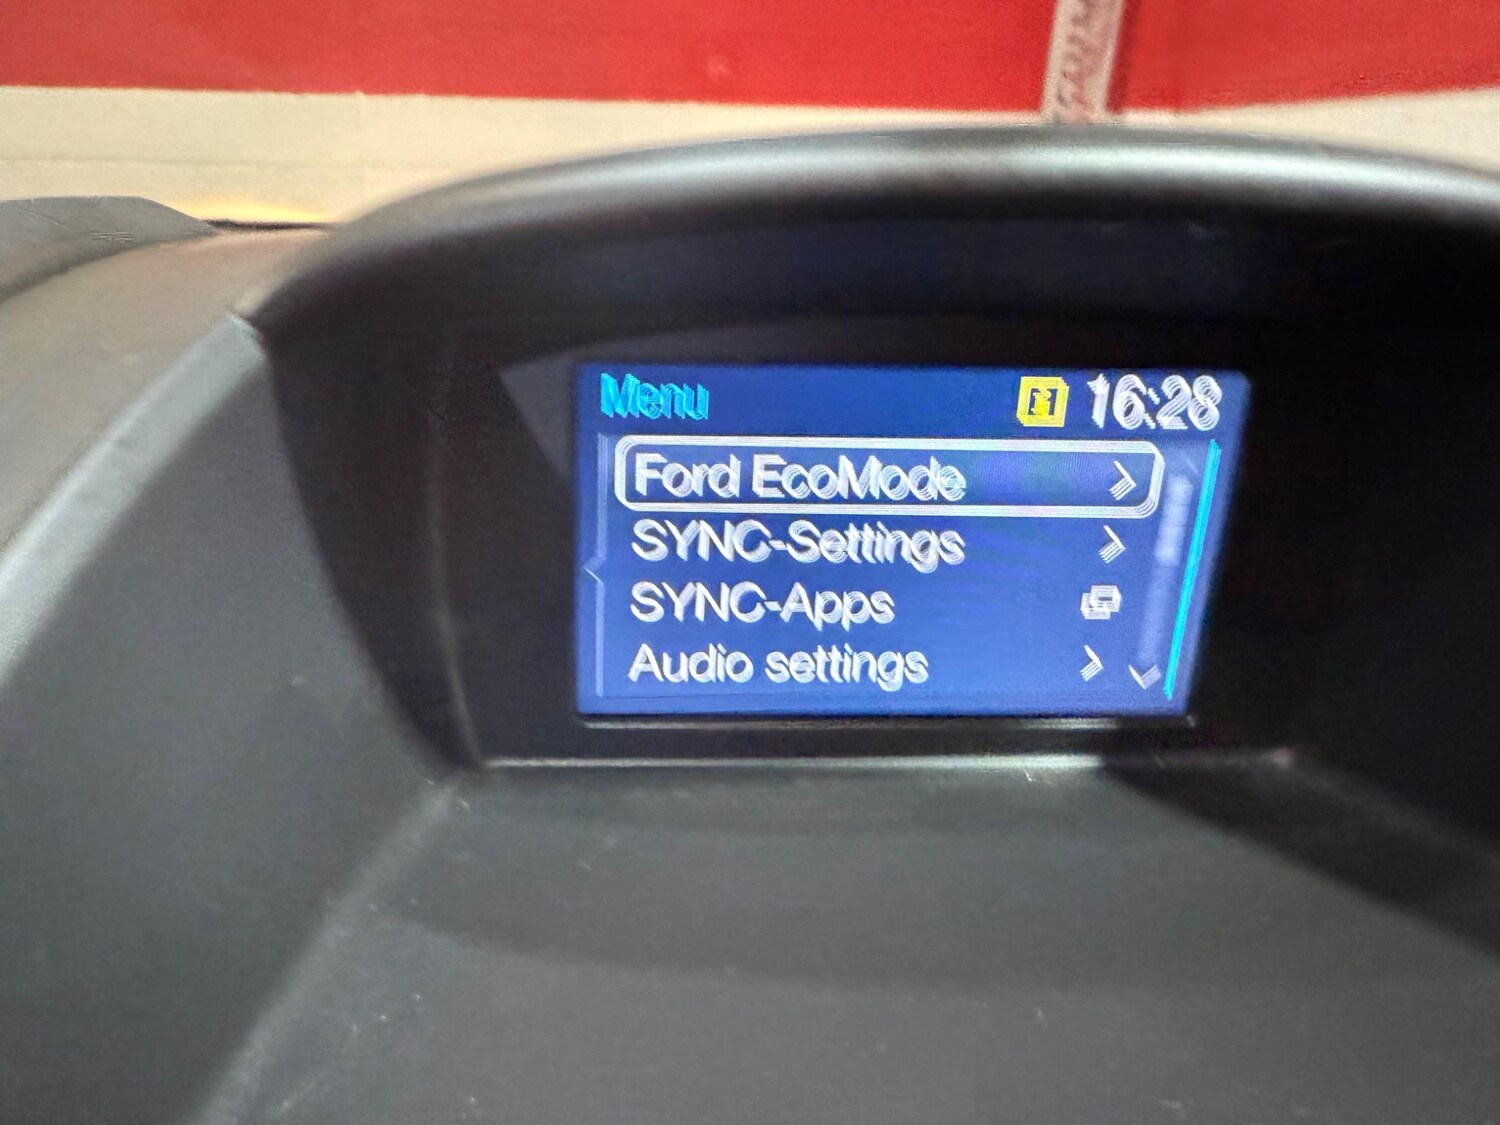 Menu 16:28
Ford EcoMode
SYNC-Settings
SYNC-Apps
Audio settings